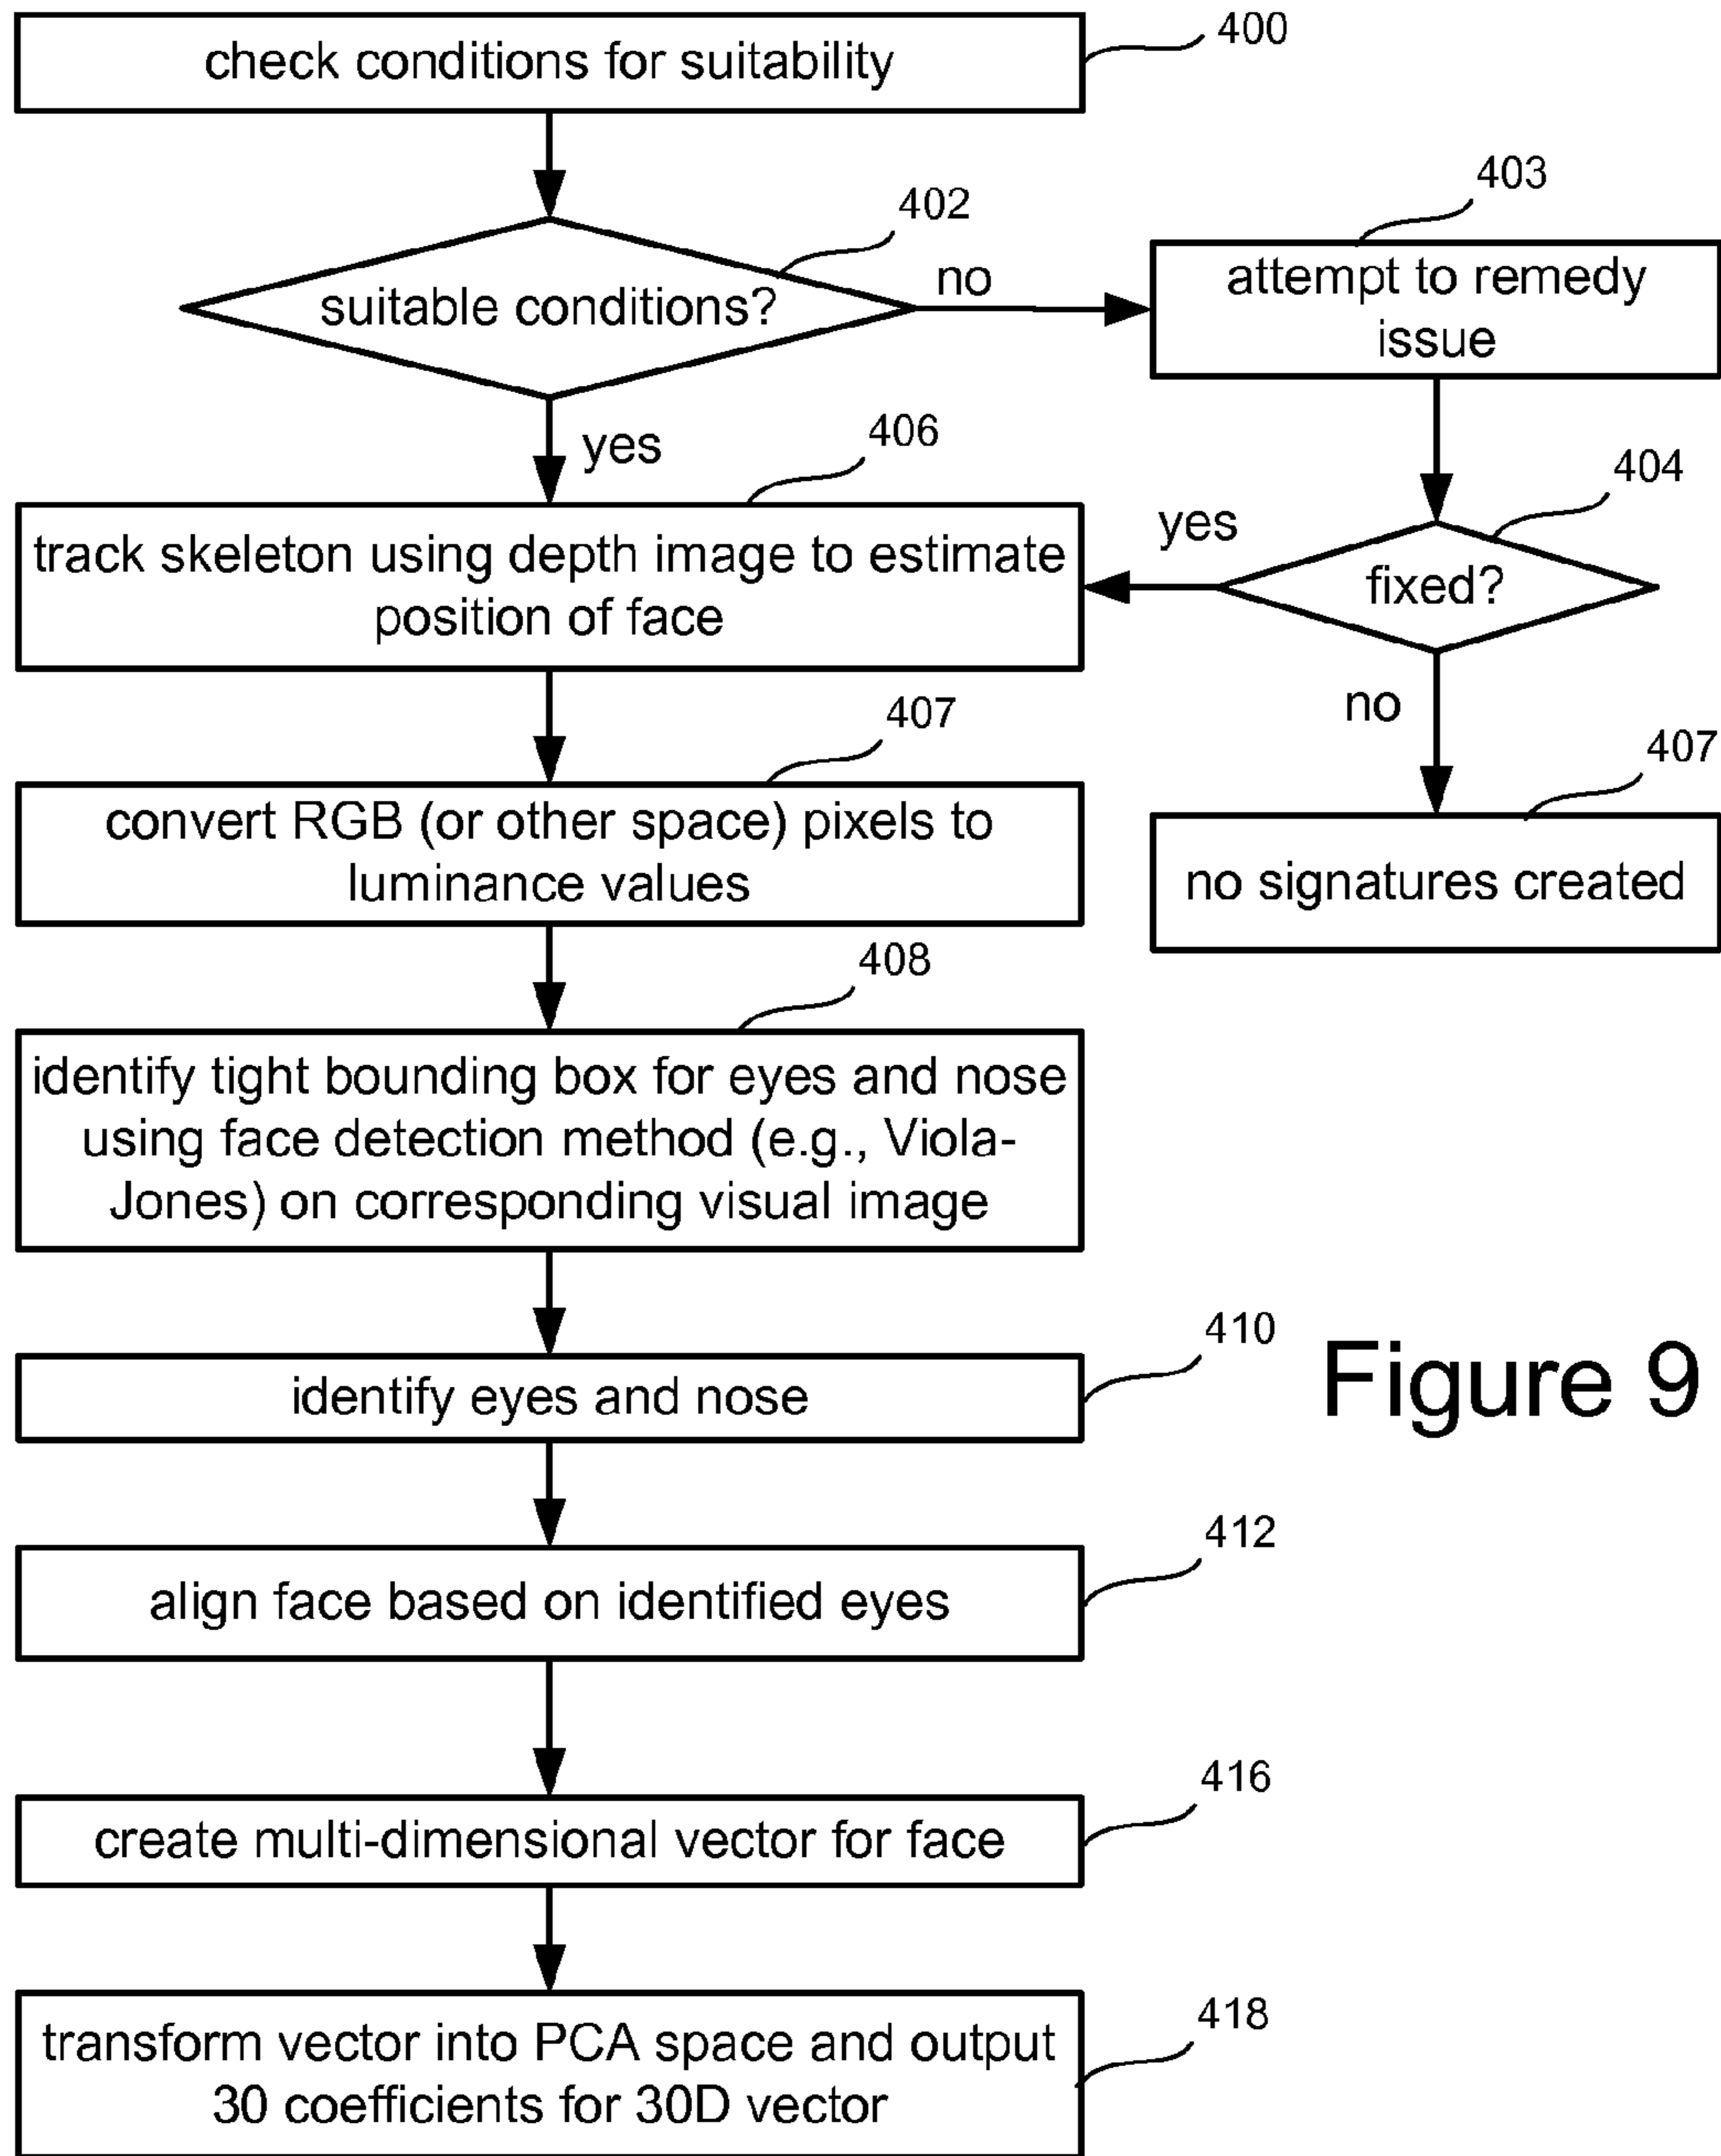 400
check conditions for suitability
402
403
suitable conditions?
no
attempt to remedy
issue
yes
406
404
track skeleton using depth image to estimate
position of face
yes
fixed?
no
407
407
convert RGB (or other space) pixels to
luminance values
no signatures created
408
identify tight bounding box for eyes and nose
using face detection method (e.g., Viola-
Jones) on corresponding visual image
410
identify eyes and nose
Figure 9
412
align face based on identified eyes
416
create multi-dimensional vector for face
418
transform vector into PCA space and output
30 coefficients for 30D vector